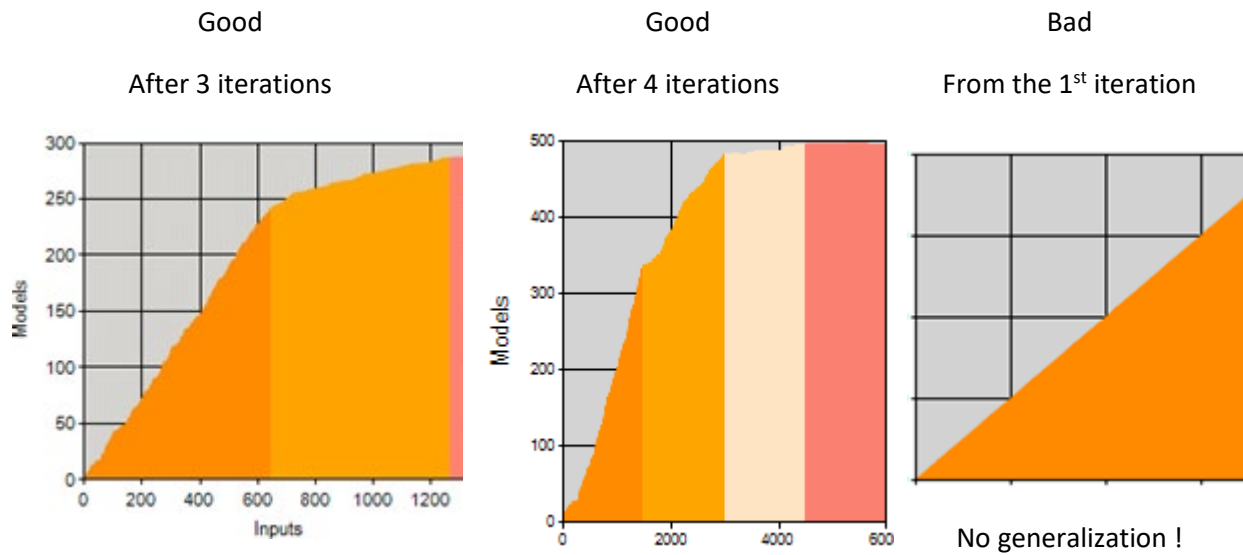 Good
After 3 iterations
300
250
200
150
100
50
0
Models
0 200 400 600 800 1000 1200
Inputs
Good
After 4 iterations
500
400
300
200
100
0
Models
0 2000 4000 600
Bad
From the 1st iteration
No generalization !